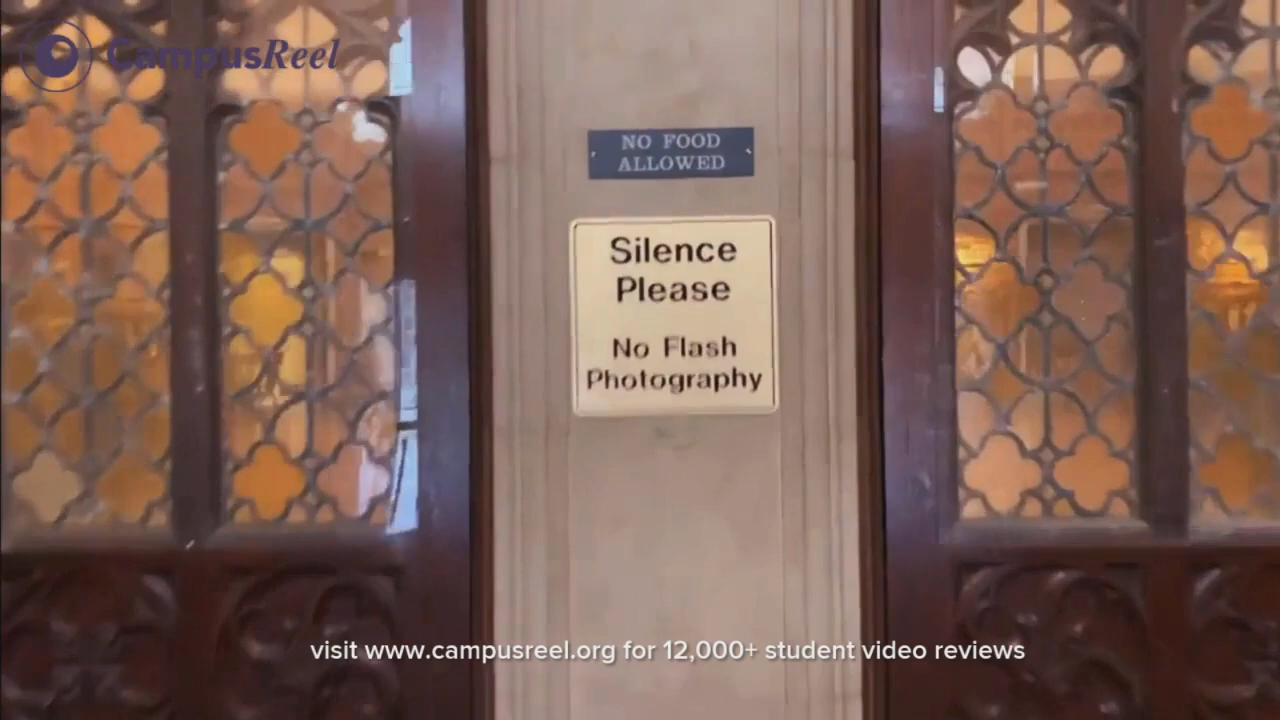 CampusReel
NO FOOD
ALLOWED
Silence
Please
No Flash
Photography
visit www.campusreel.org for 12,000+ student video reviews